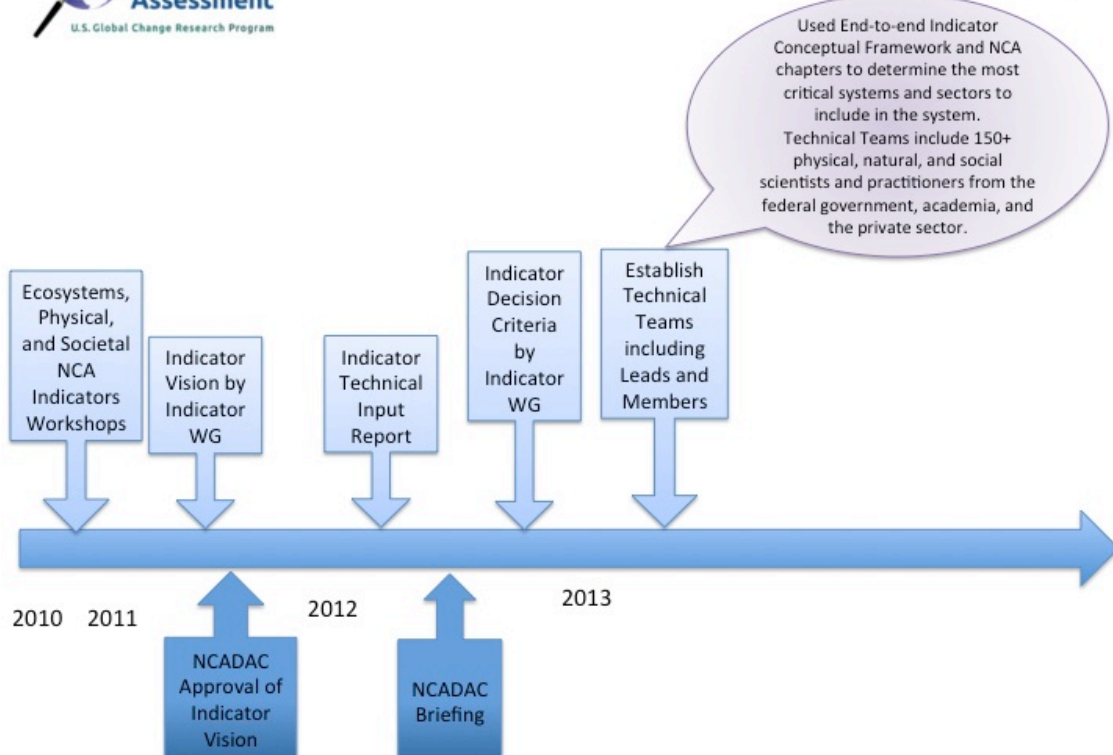 Assessment
U.S. Global Change Research Program
Used End-to-end Indicator
Conceptual Framework and NCA
chapters to determine the most
critical systems and sectors to
include in the system.
Technical Teams include 150+
physical, natural, and social
scientists and practitioners from the
federal government, academia, and
the private sector.
Ecosystems,
Physical,
and Societal
NCA
Indicators
Workshops
Indicator
Vision by
Indicator
WG
Indicator
Technical
Input
Report
Indicator
Decision
Criteria
by
Indicator
WG
Establish
Technical
Teams
including
Leads and
Members
2010 2011 2012 2013
NCADAC
Approval of
Indicator
Vision
NCADAC
Briefing